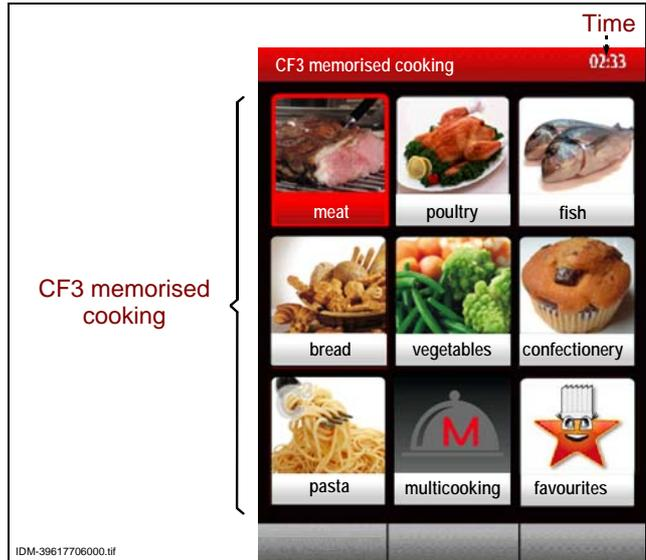 Time
CF3 memorised cooking
02:33
meat
poultry
fish
CF3 memorised
cooking
bread
vegetables
confectionery
M
pasta
multicooking
favourites
IDM-39617706000.tif